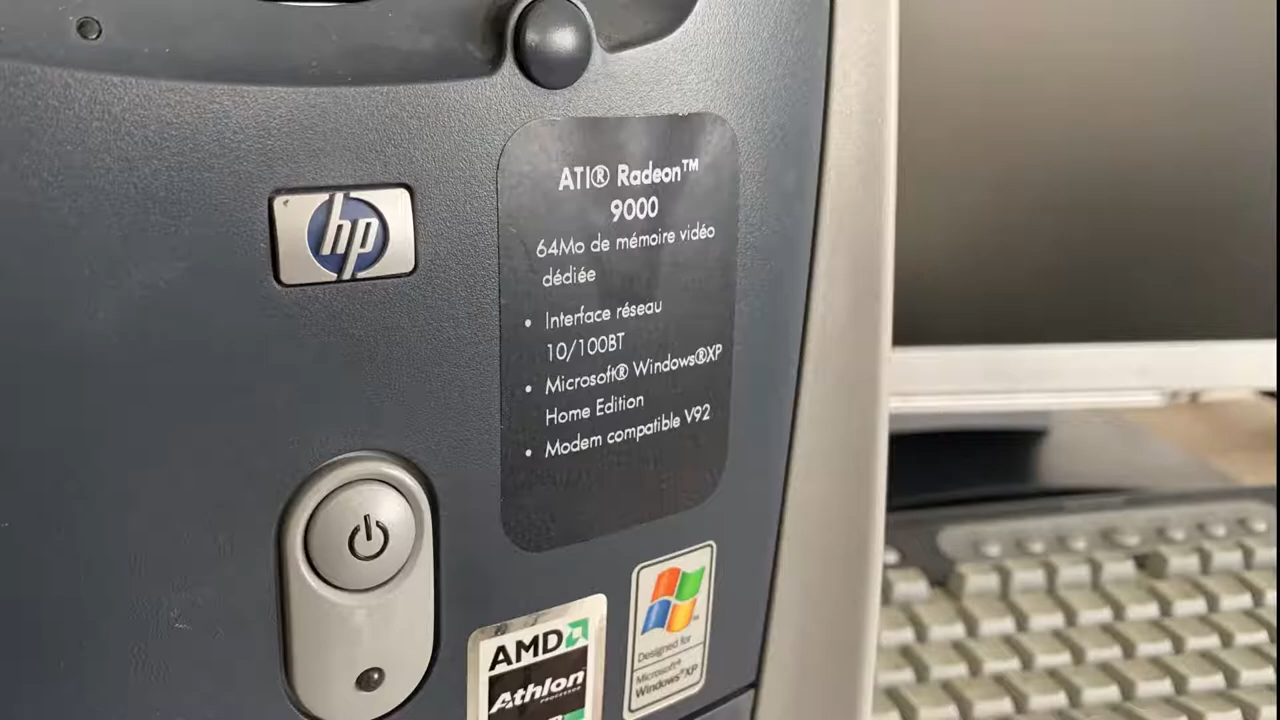 hp
ATI® Radeon™
9000
64Mo de mémoire vidéo
dédiée
• Interface réseau
10/100BT
• Microsoft® Windows®XP
Home Edition
• Modem compatible V92
AMD
Athlon
PROCESSOR
Designed for
Microsoft®
Windows®XP